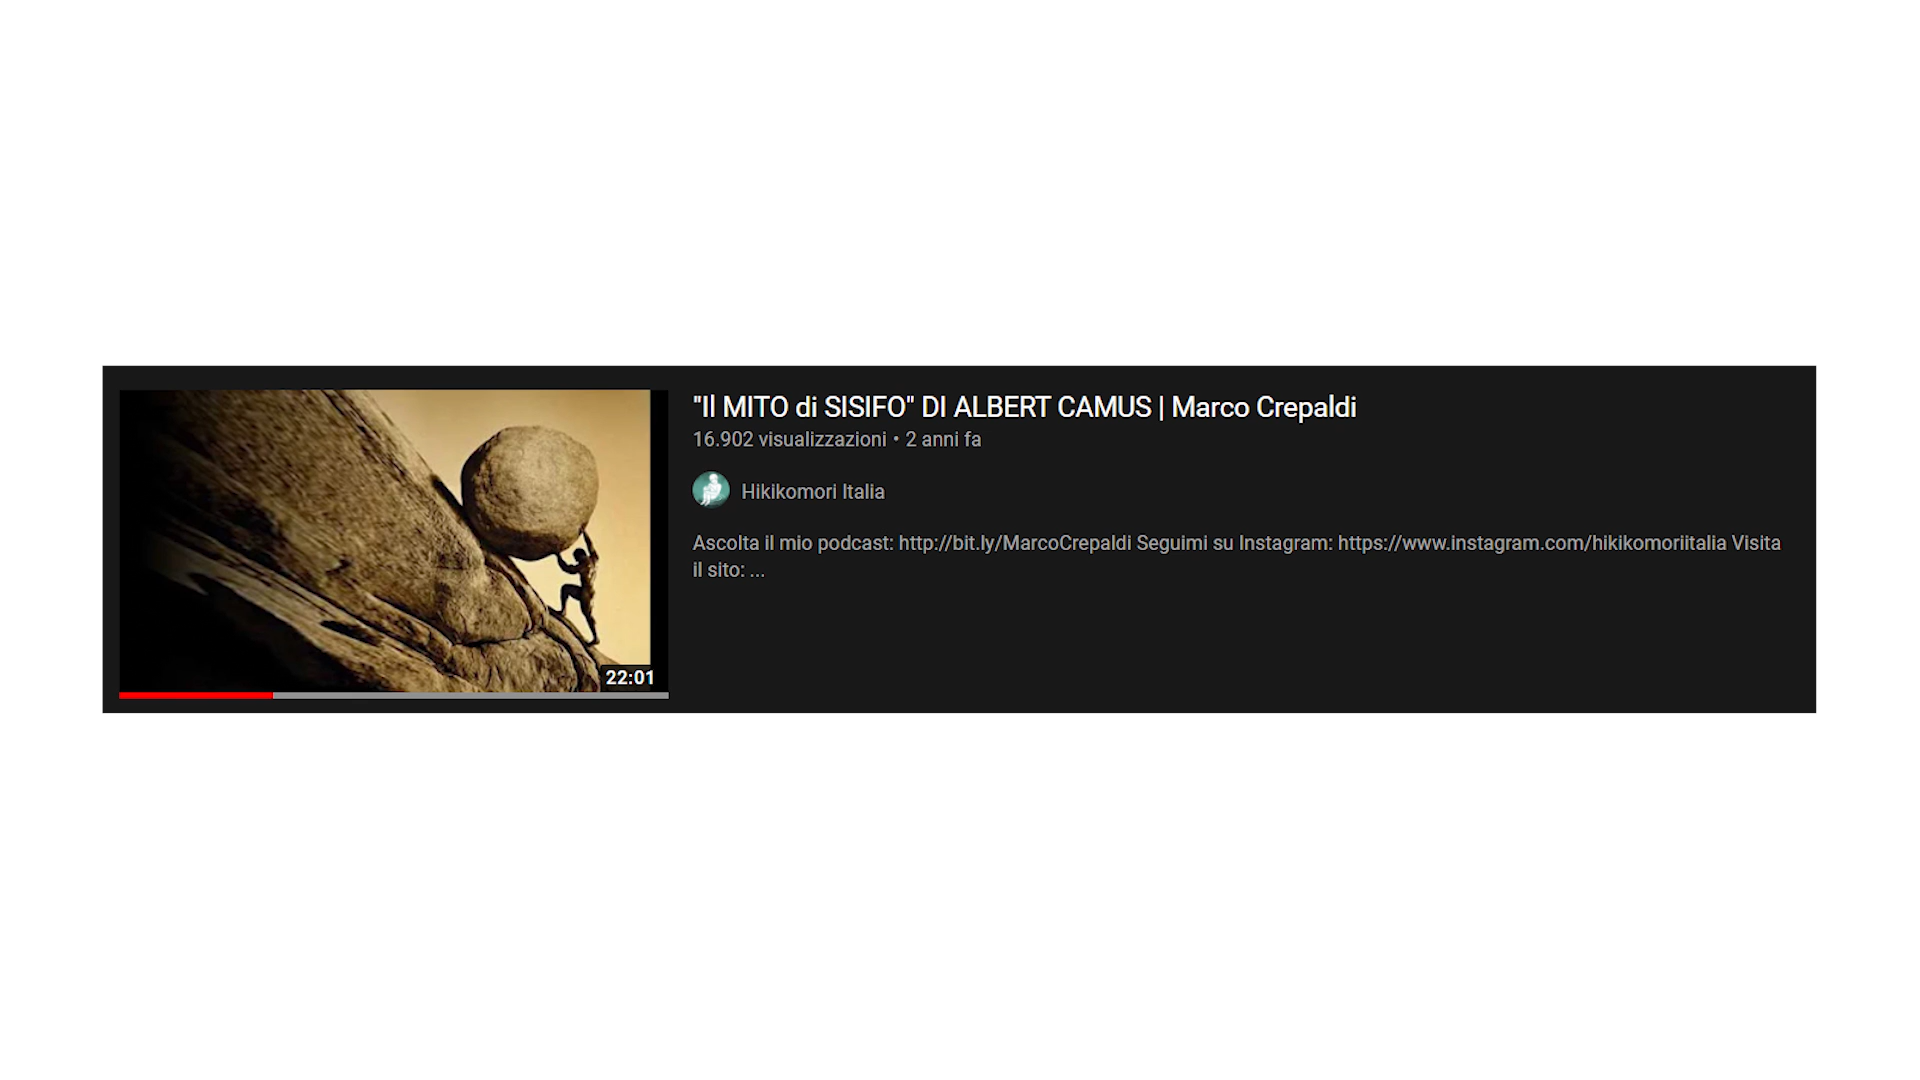 "Il MITO di SISIFO" DI ALBERT CAMUS | Marco Crepaldi
16.902 visualizzazioni • 2 anni fa
Hikikomori Italia
Ascolta il mio podcast: http://bit.ly/MarcoCrepaldi Seguimi su Instagram: https://www.instagram.com/hikikomoriitalia Visita
il sito: ...
22:01